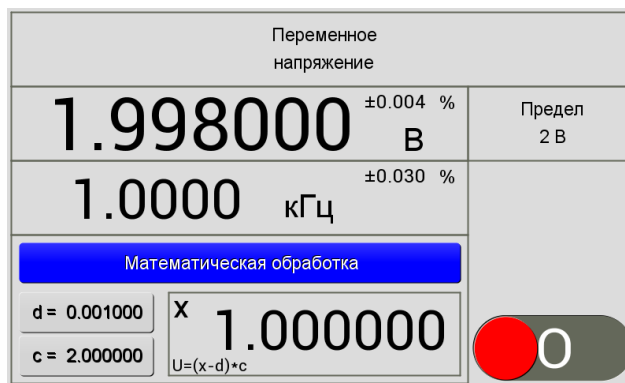 Переменное
напряжение
1.998000 ±0.004 % В
Предел
2 В
1.0000 кГц ±0.030 %
Математическая обработка
d = 0.001000
c = 2.000000
X 1.000000
U=(x-d)*c
O